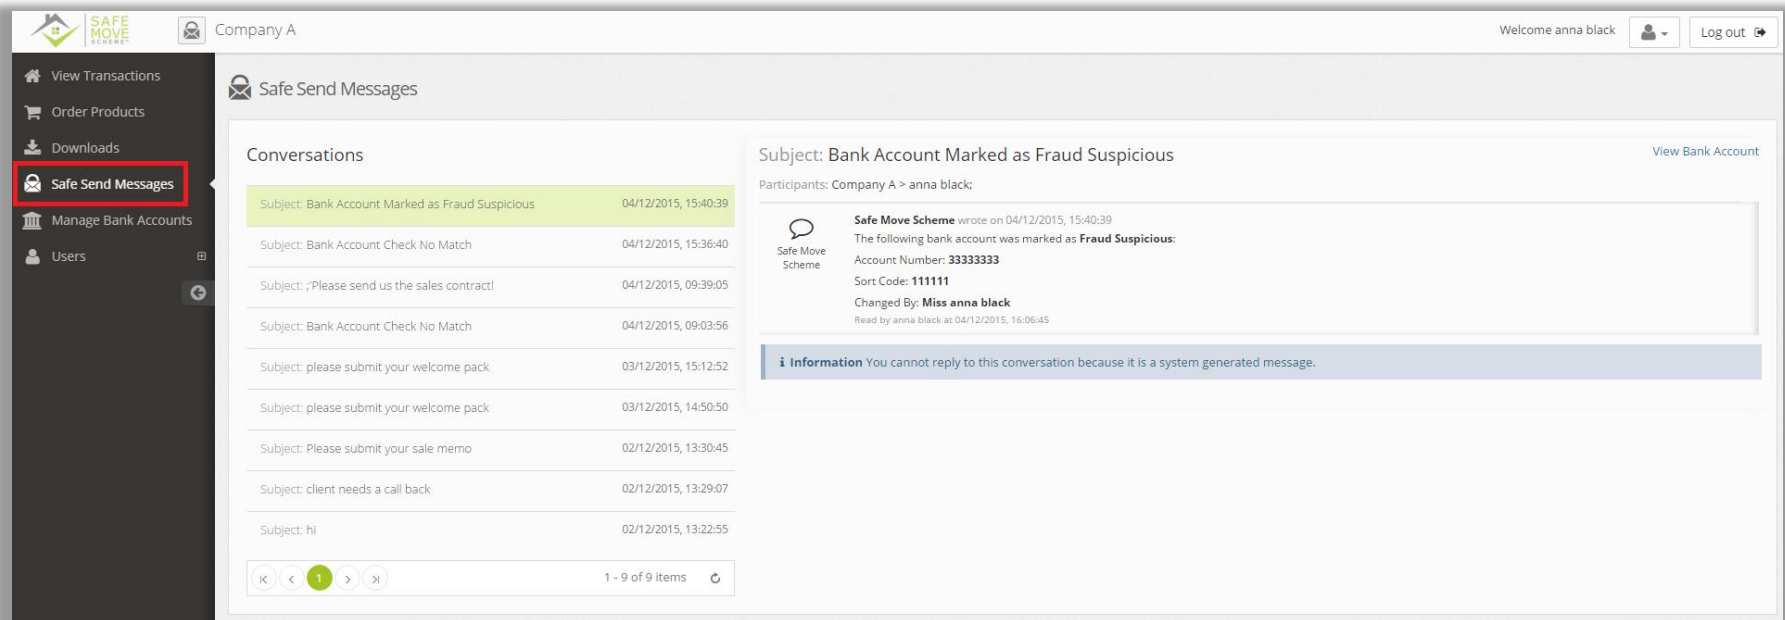 SAFE
MOVE
SCHEME
Company A
Welcome anna black
Log out
View Transactions
Order Products
Downloads
Safe Send Messages
Manage Bank Accounts
Users
Safe Send Messages
Conversations
Subject: Bank Account Marked as Fraud Suspicious 04/12/2015, 15:40:39
Subject: Bank Account Check No Match 04/12/2015, 15:36:40
Subject: ;'Please send us the sales contract! 04/12/2015, 09:39:05
Subject: Bank Account Check No Match 04/12/2015, 09:03:56
Subject: please submit your welcome pack 03/12/2015, 15:12:52
Subject: please submit your welcome pack 03/12/2015, 14:50:50
Subject: Please submit your sale memo 02/12/2015, 13:30:45
Subject: client needs a call back 02/12/2015, 13:29:07
Subject: hi 02/12/2015, 13:22:55
1
1 - 9 of 9 items
Subject: Bank Account Marked as Fraud Suspicious
View Bank Account
Participants: Company A > anna black;
Safe Move
Scheme
Safe Move Scheme wrote on 04/12/2015, 15:40:39
The following bank account was marked as Fraud Suspicious:
Account Number: 33333333
Sort Code: 111111
Changed By: Miss anna black
Read by anna black at 04/12/2015, 16:06:45
i Information You cannot reply to this conversation because it is a system generated message.